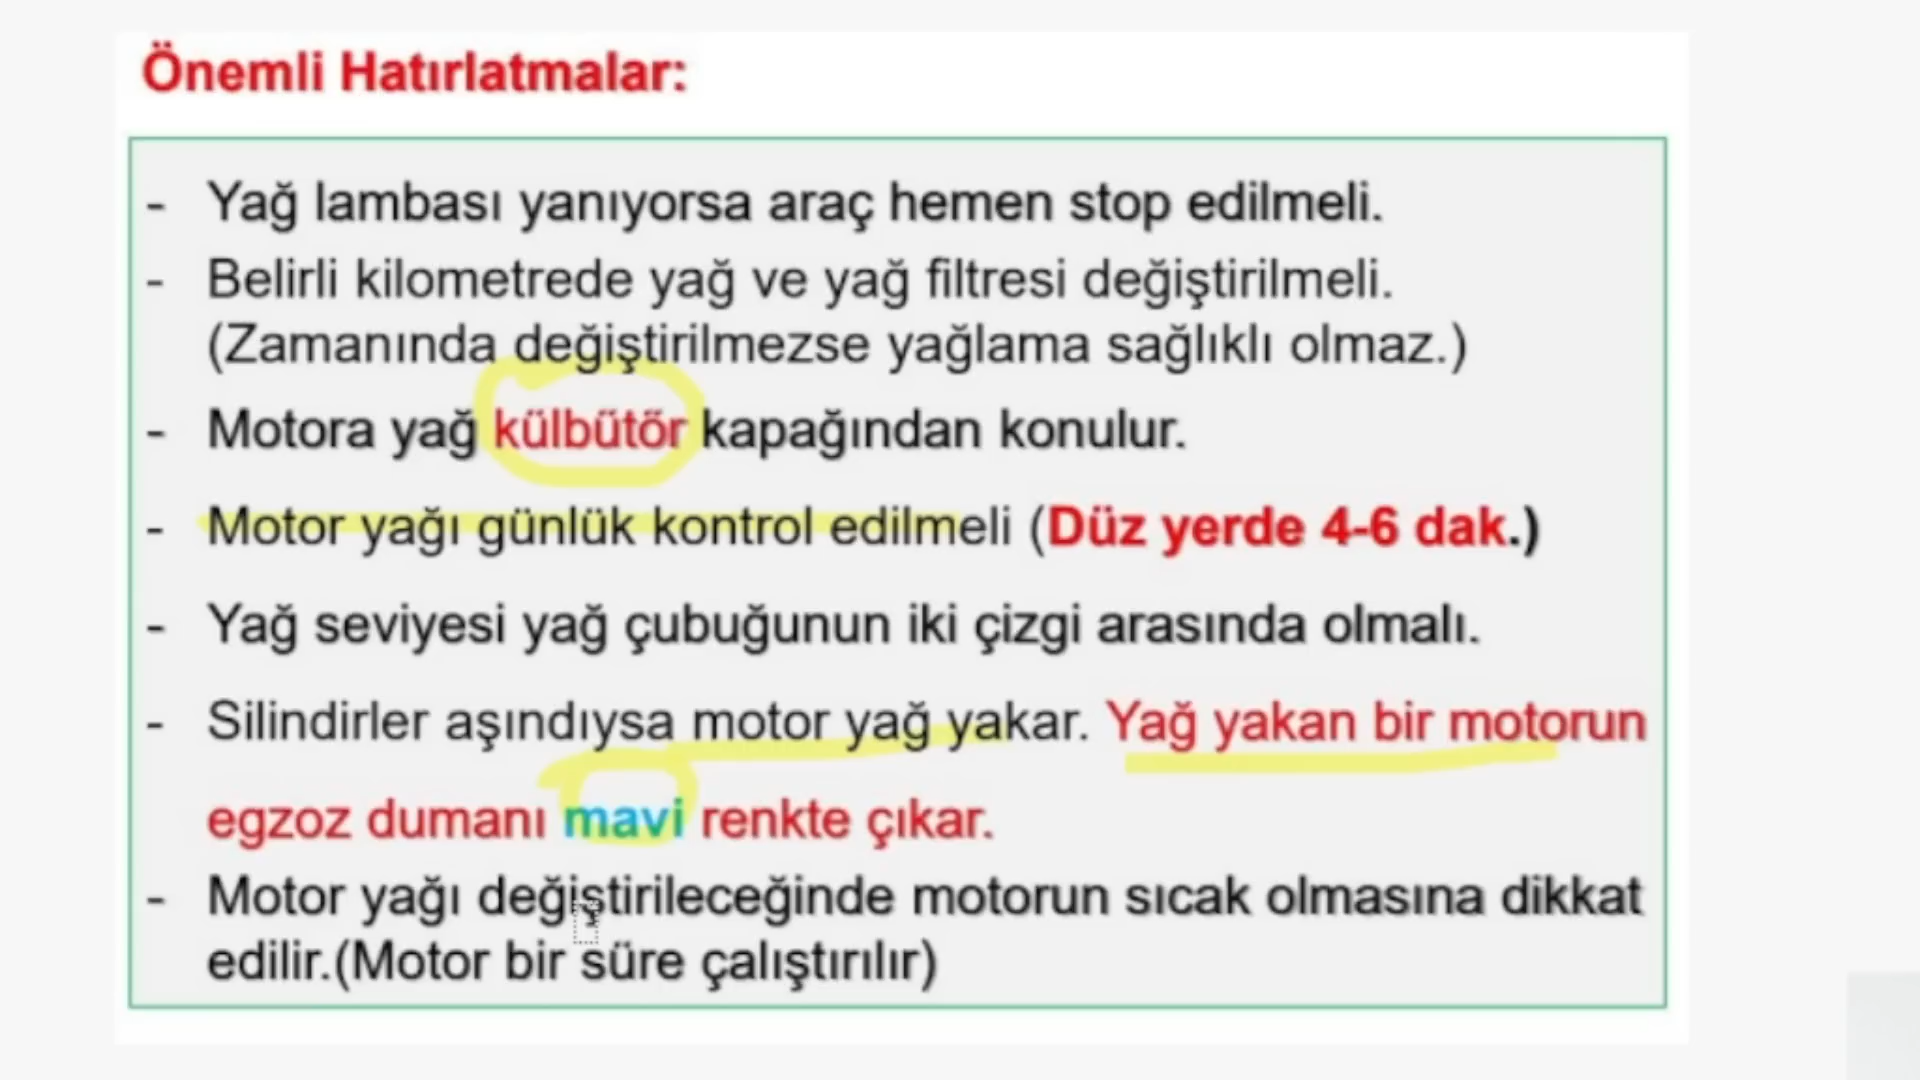 Önemli Hatırlatmalar:
- Yağ lambası yanıyorsa araç hemen stop edilmeli.
- Belirli kilometrede yağ ve yağ filtresi değiştirilmeli.
(Zamanında değiştirilmezse yağlama sağlıklı olmaz.)
- Motora yağ külbütör kapağından konulur.
- Motor yağı günlük kontrol edilmeli (Düz yerde 4-6 dak.)
- Yağ seviyesi yağ çubuğunun iki çizgi arasında olmalı.
- Silindirler aşındıysa motor yağ yakar. Yağ yakan bir motorun
egzoz dumanı mavi renkte çıkar.
- Motor yağı değiştirileceğinde motorun sıcak olmasına dikkat
edilir.(Motor bir süre çalıştırılır)